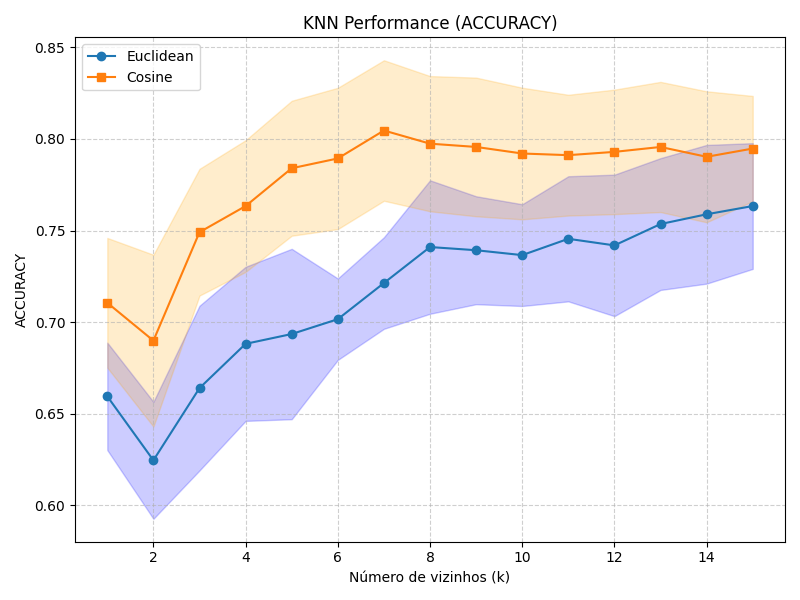 KNN Performance (ACCURACY)
Euclidean
Cosine
0.85
0.80
0.75
0.70
0.65
0.60
ACCURACY
2 4 6 8 10 12 14
Número de vizinhos (k)